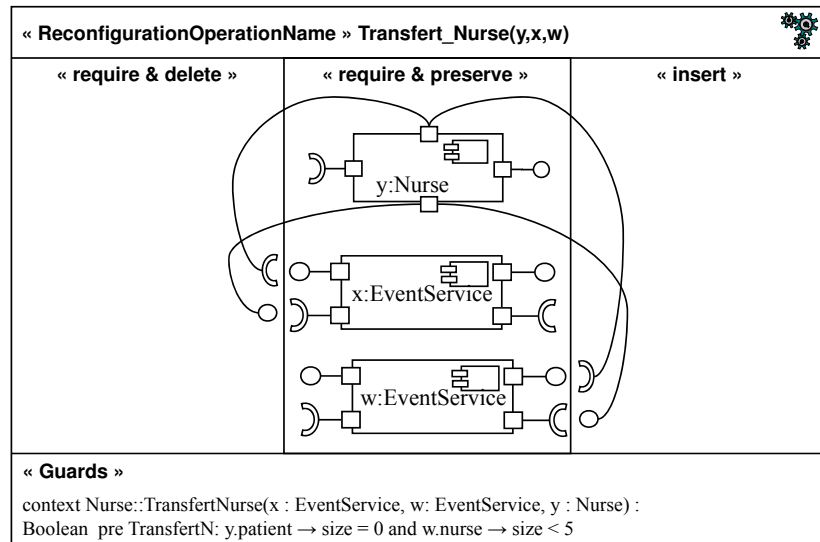 « ReconfigurationOperationName » Transfert_Nurse(y,x,w)
« require & delete »
« require & preserve »
« insert »
y:Nurse
x:EventService
w:EventService
« Guards »
context Nurse::TransfertNurse(x : EventService, w: EventService, y : Nurse) :
Boolean pre TransfertN: y.patient → size = 0 and w.nurse → size < 5